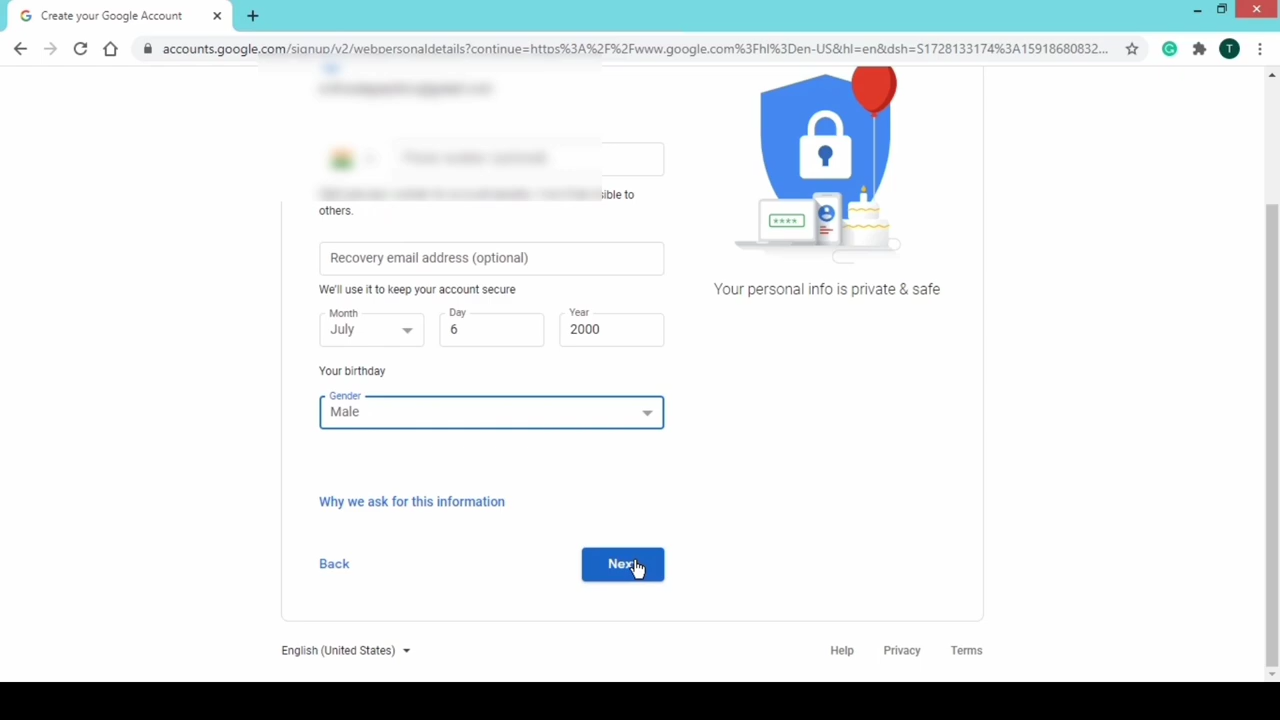 Create your Google Account
accounts.google.com/signup/v2/webpersonaldetails?continue=https%3A%2F%2Fwww.google.com%3Fhl%3Den-US&hl=en&dsh=S1728133174%3A15918680832...
T
others.
Recovery email address (optional)
We'll use it to keep your account secure
Month Day Year
July 6 2000
Your birthday
Gender
Male
Why we ask for this information
Back Next
****
Your personal info is private & safe
English (United States) Help Privacy Terms